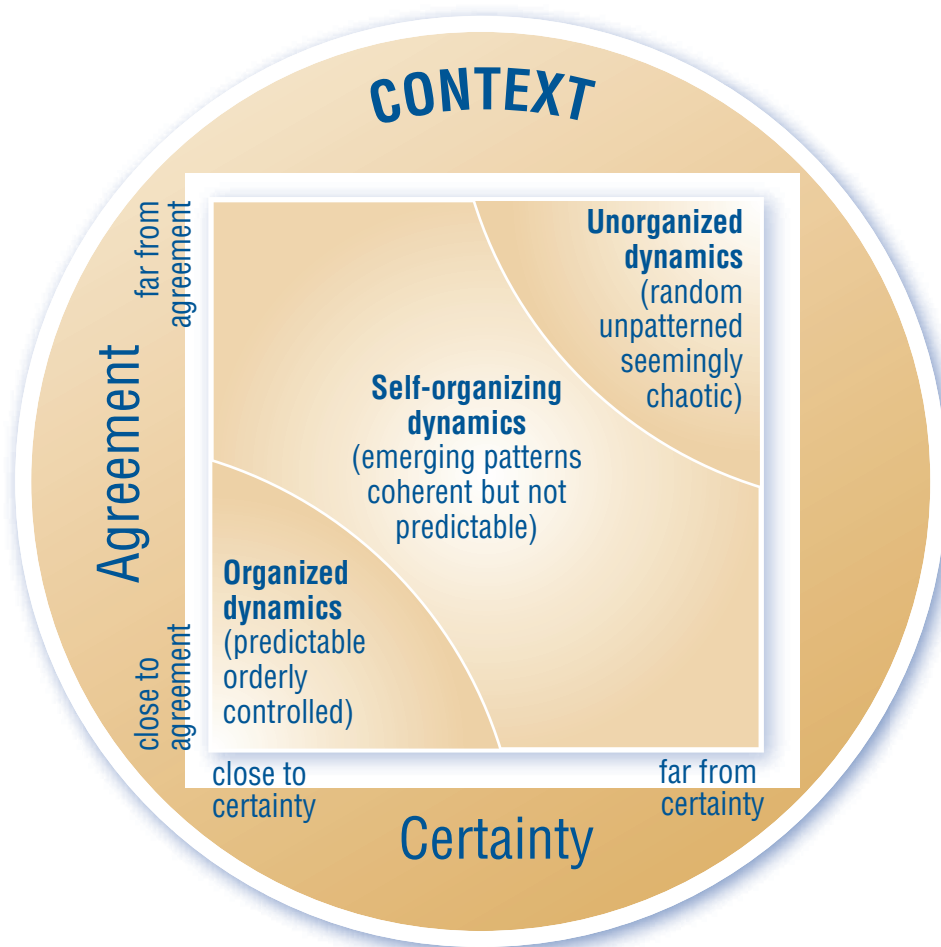 CONTEXT
far from
agreement
Agreement
close to
agreement
Unorganized
dynamics
(random
unpatterned
seemingly
chaotic)
Self-organizing
dynamics
(emerging patterns
coherent but not
predictable)
Organized
dynamics
(predictable
orderly
controlled)
close to
certainty
far from
certainty
Certainty